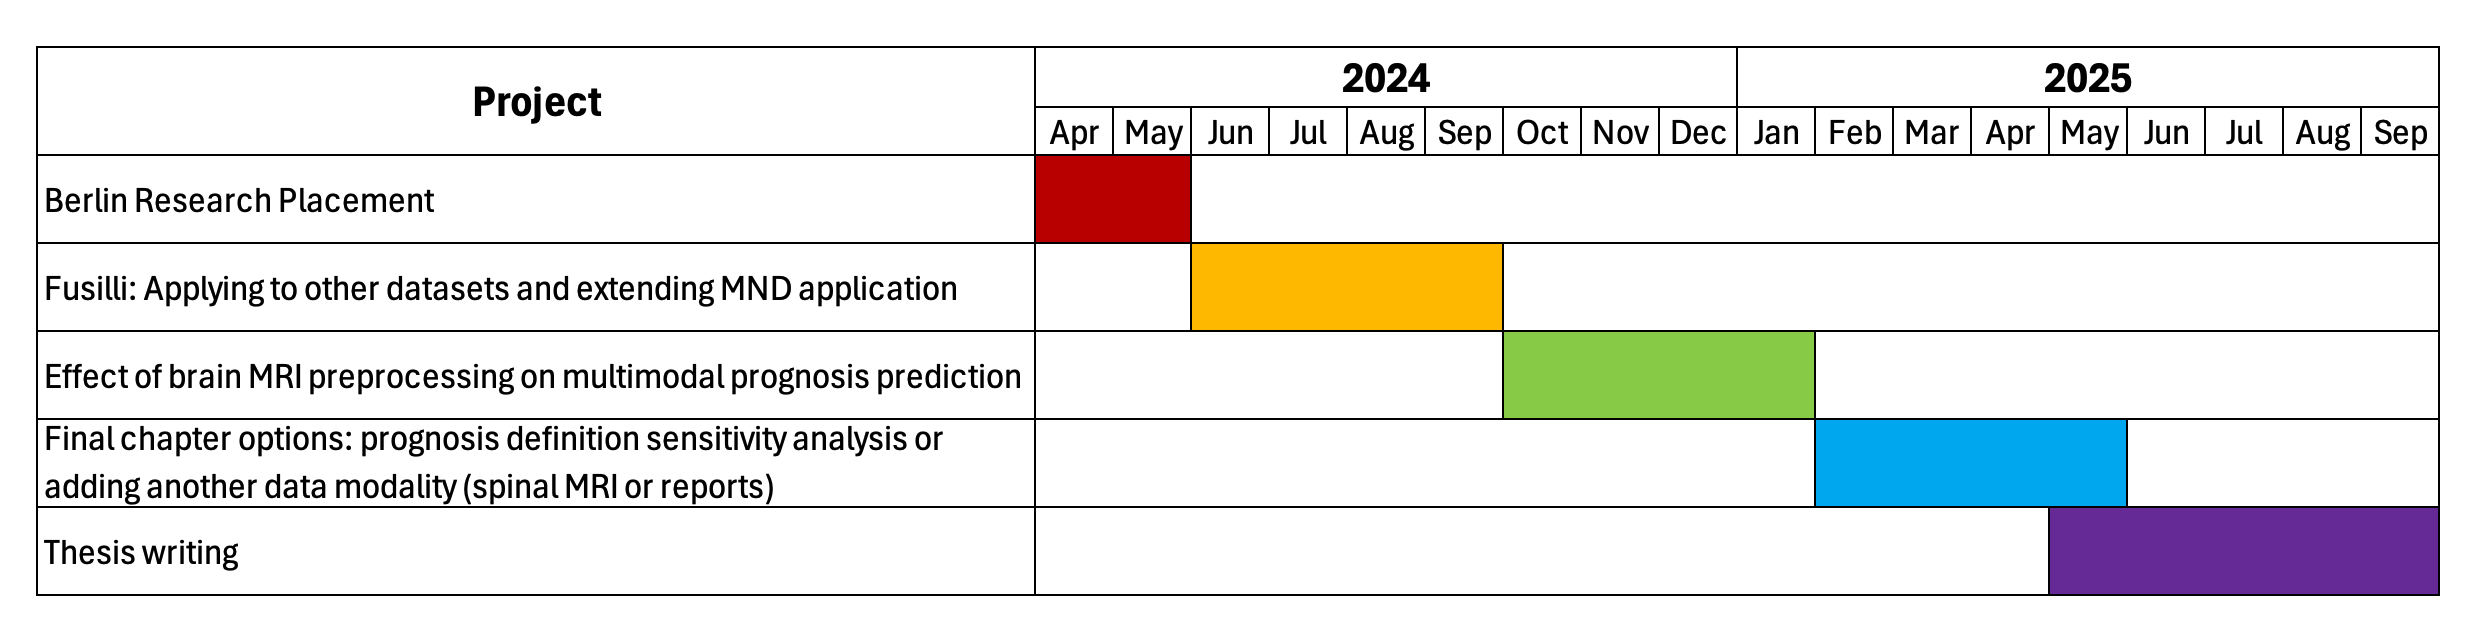 Project
2024
2025
Apr May Jun Jul Aug Sep Oct Nov Dec Jan Feb Mar Apr May Jun Jul Aug Sep
Berlin Research Placement
Fusilli: Applying to other datasets and extending MND application
Effect of brain MRI preprocessing on multimodal prognosis prediction
Final chapter options: prognosis definition sensitivity analysis or
adding another data modality (spinal MRI or reports)
Thesis writing